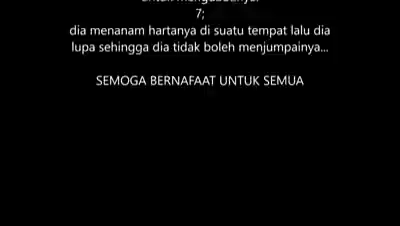 7;
dia menanam hartanya di suatu tempat lalu dia
lupa sehingga dia tidak boleh menjumpainya...
SEMOGA BERNAFAAT UNTUK SEMUA